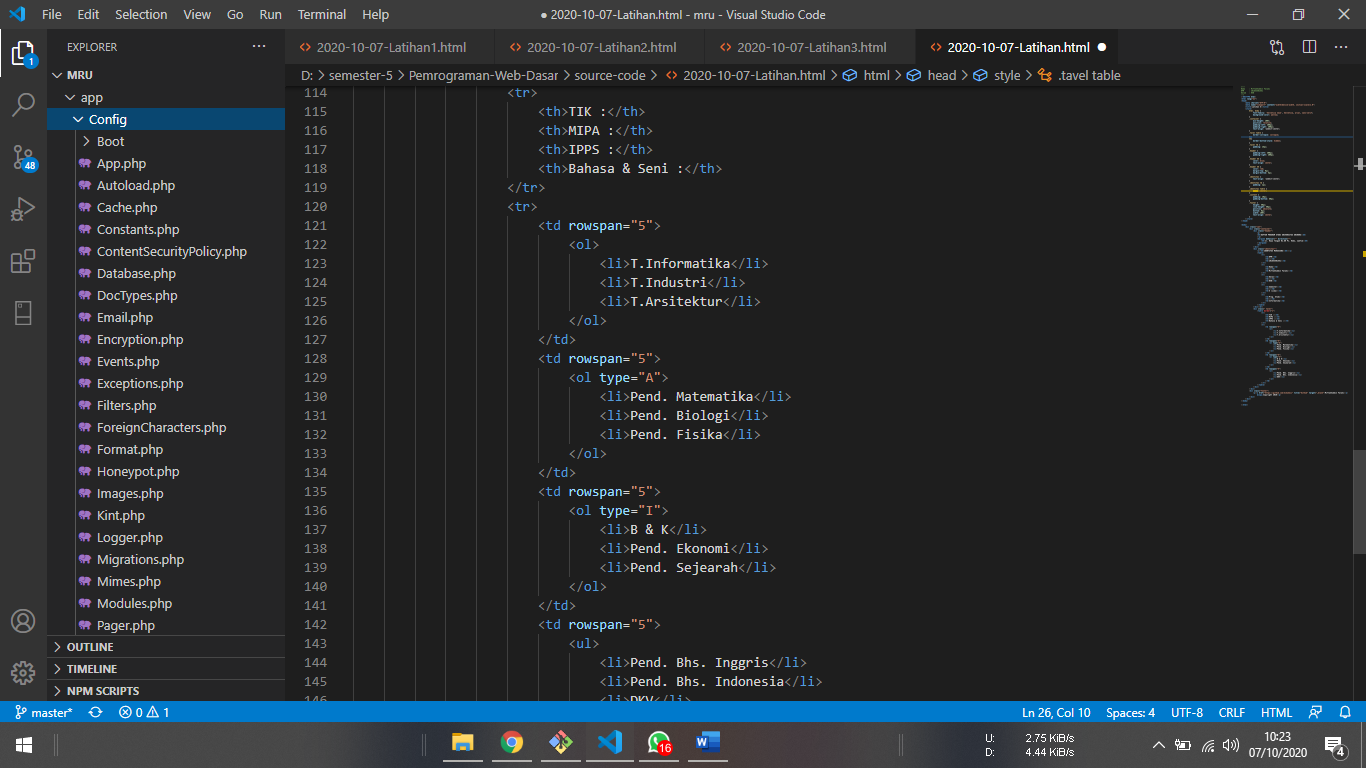 File Edit Selection View Go Run Terminal Help
● 2020-10-07-Latihan.html - mru - Visual Studio Code
EXPLORER
2020-10-07-Latihan1.html
2020-10-07-Latihan2.html
2020-10-07-Latihan3.html
2020-10-07-Latihan.html
D: > semester-5 > Pemrograman-Web-Dasar > source-code > 2020-10-07-Latihan.html > html > head > style > .tavel table
1
48
MRU
app
Config
Boot
App.php
Autoload.php
Cache.php
Constants.php
ContentSecurityPolicy.php
Database.php
DocTypes.php
Email.php
Encryption.php
Events.php
Exceptions.php
Filters.php
ForeignCharacters.php
Format.php
Honeypot.php
Images.php
Kint.php
Logger.php
Migrations.php
Mimes.php
Modules.php
Pager.php
OUTLINE
TIMELINE
NPM SCRIPTS
114 <tr>
115 <th>TIK :</th>
116 <th>MIPA :</th>
117 <th>IPPS :</th>
118 <th>Bahasa & Seni :</th>
119 </tr>
120 <tr>
121 <td rowspan="5">
122 <ol>
123 <li>T.Informatika</li>
124 <li>T.Industri</li>
125 <li>T.Arsitektur</li>
126 </ol>
127 </td>
128 <td rowspan="5">
129 <ol type="A">
130 <li>Pend. Matematika</li>
131 <li>Pend. Biologi</li>
132 <li>Pend. Fisika</li>
133 </ol>
134 </td>
135 <td rowspan="5">
136 <ol type="I">
137 <li>B & K</li>
138 <li>Pend. Ekonomi</li>
139 <li>Pend. Sejearah</li>
140 </ol>
141 </td>
142 <td rowspan="5">
143 <ul>
144 <li>Pend. Bhs. Inggris</li>
145 <li>Pend. Bhs. Indonesia</li>
146 <li>DKV</li>
master* 0 1
Ln 26, Col 10 Spaces: 4 UTF-8 CRLF HTML
16
U: 2.75 KiB/s
D: 4.44 KiB/s
10:23
07/10/2020
4